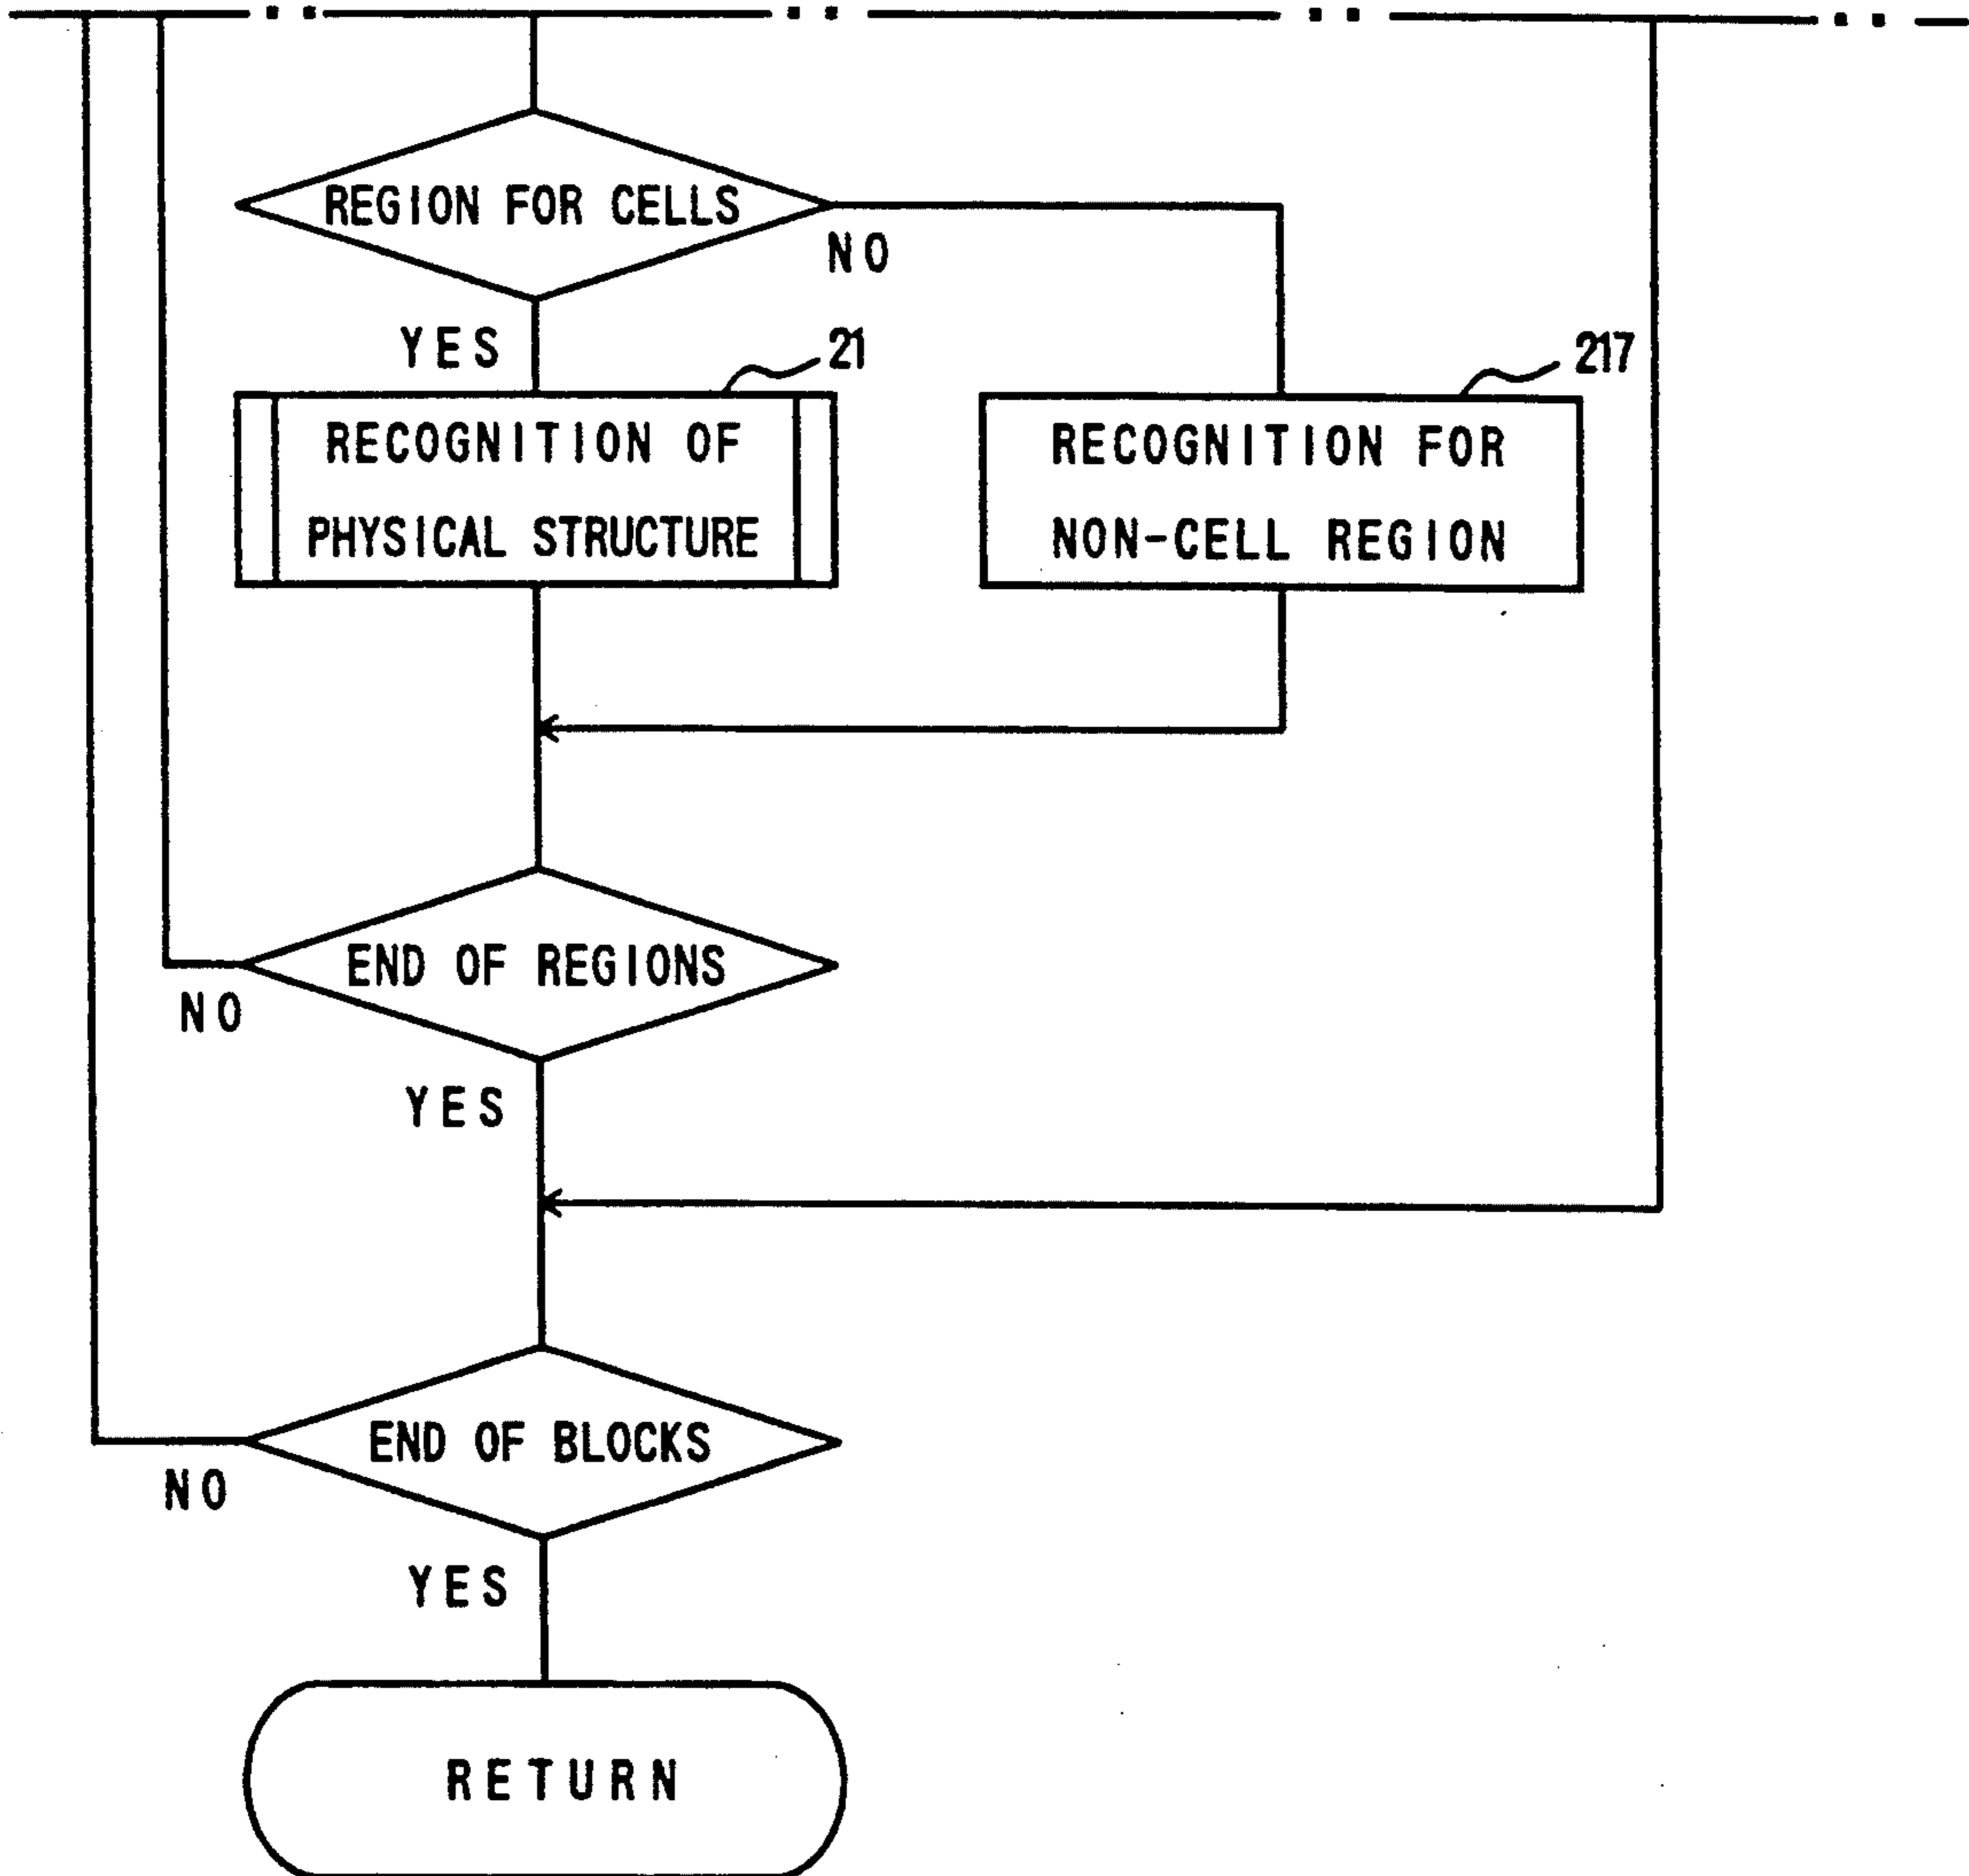 REGION FOR CELLS
NO
YES
21
217
RECOGNITION OF
PHYSICAL STRUCTURE
RECOGNITION FOR
NON-CELL REGION
END OF REGIONS
NO
YES
END OF BLOCKS
NO
YES
RETURN